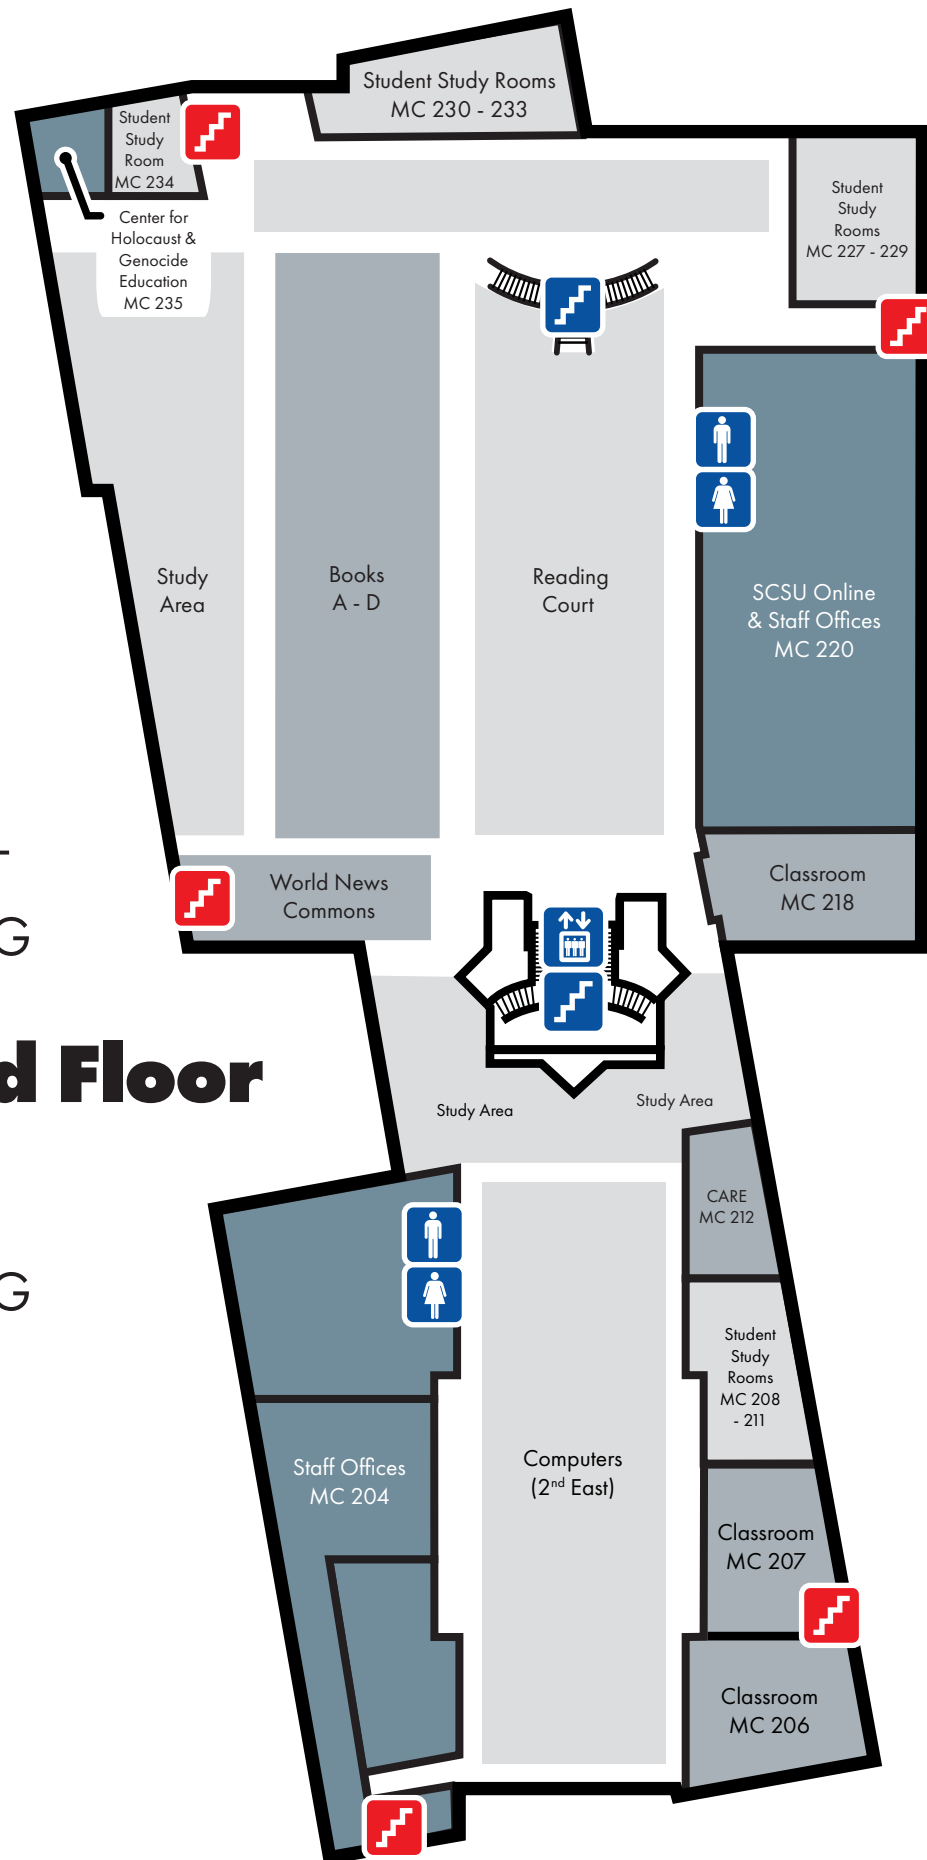 Student Study Rooms
MC 230 - 233
Student
Study
Room
MC 234
Student
Study
Rooms
MC 227 - 229
Center for
Holocaust &
Genocide
Education
MC 235
Study
Area
Books
A - D
Reading
Court
SCSU Online
& Staff Offices
MC 220
World News
Commons
Classroom
MC 218
G
d Floor
Study Area
Study Area
CARE
MC 212
G
Student
Study
Rooms
MC 208
- 211
Staff Offices
MC 204
Computers
(2nd East)
Classroom
MC 207
Classroom
MC 206